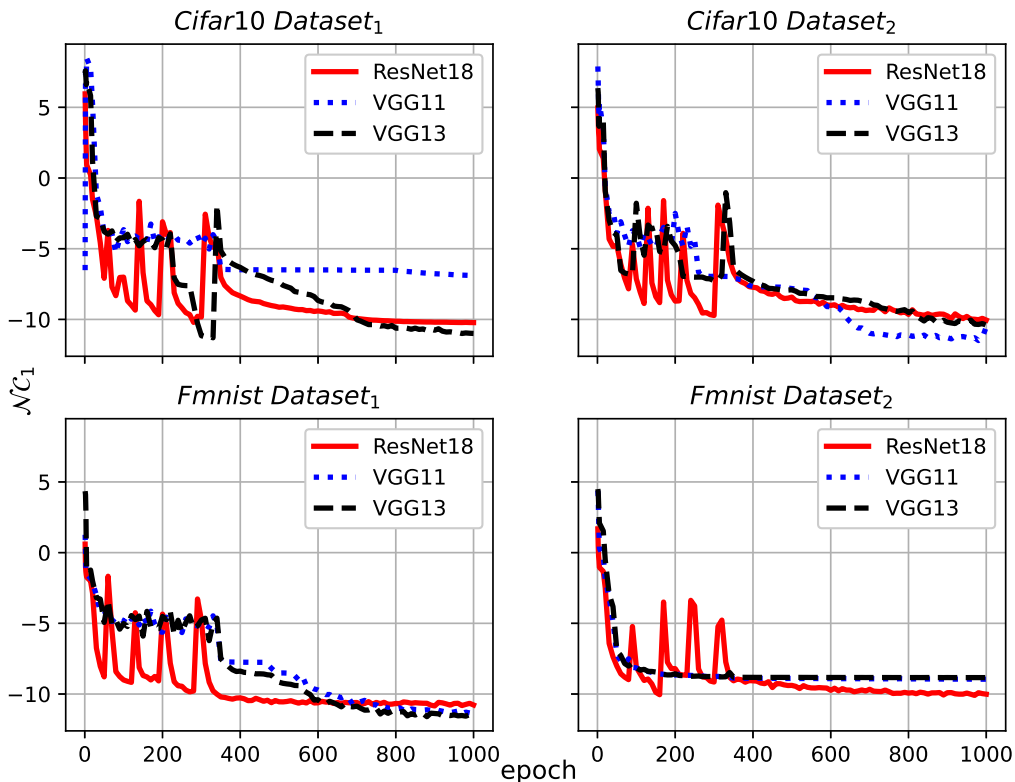 Cifar10 Dataset₁
Cifar10 Dataset₂
ResNet18
VGG11
VGG13
ResNet18
VGG11
VGG13
5
0
−5
−10
𝒩𝒞₁
Fmnist Dataset₁
Fmnist Dataset₂
ResNet18
VGG11
VGG13
ResNet18
VGG11
VGG13
5
0
−5
−10
0 200 400 600 800 1000
0 200 400 600 800 1000
epoch